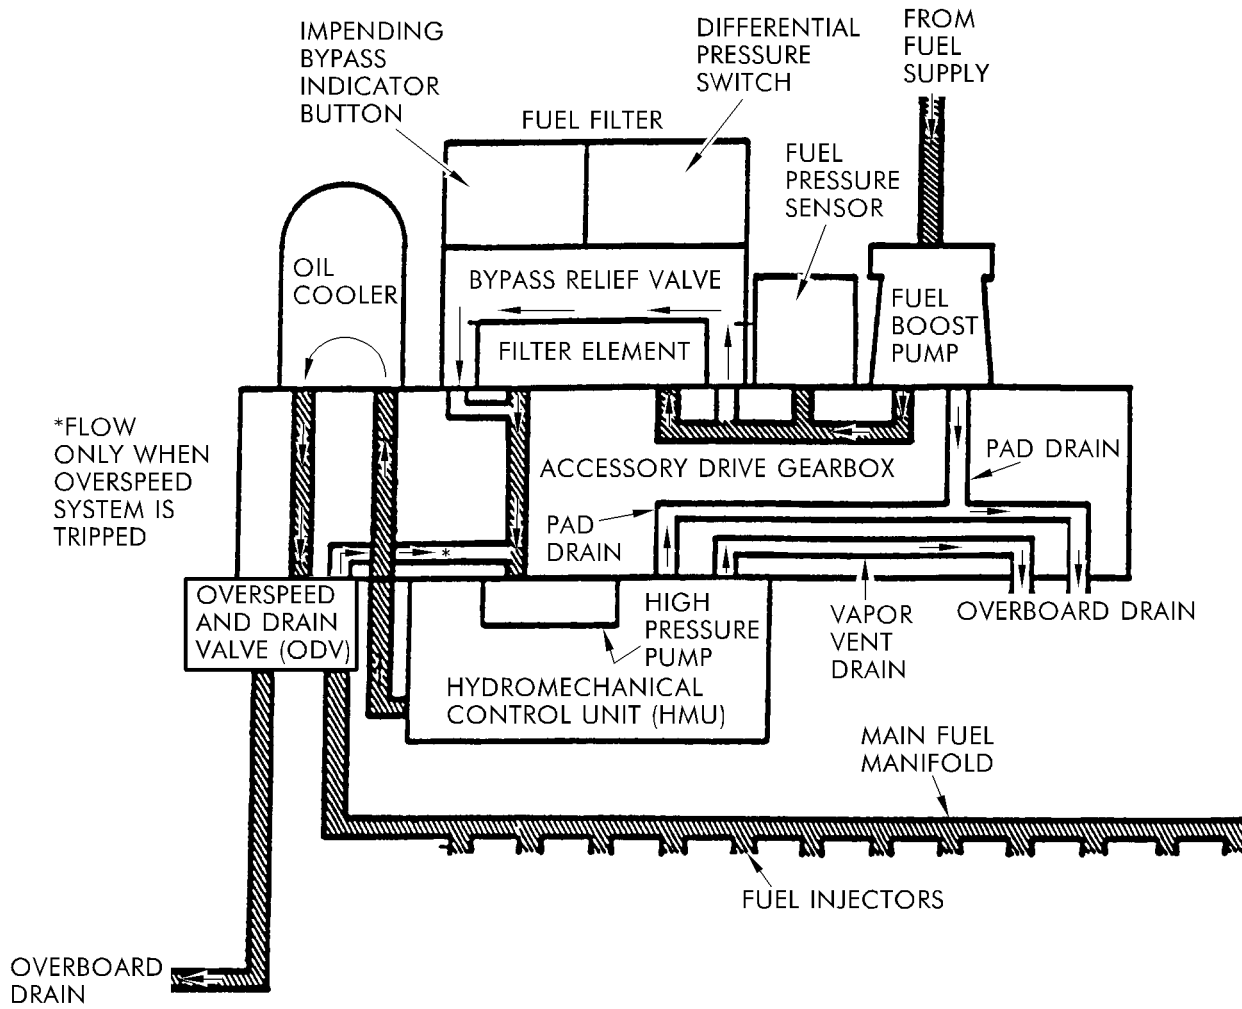 IMPENDING
BYPASS
INDICATOR
BUTTON
DIFFERENTIAL
PRESSURE
SWITCH
FROM
FUEL
SUPPLY
FUEL FILTER
FUEL
PRESSURE
SENSOR
OIL
COOLER
BYPASS RELIEF VALVE
FILTER ELEMENT
FUEL
BOOST
PUMP
*FLOW
ONLY WHEN
OVERSPEED
SYSTEM IS
TRIPPED
ACCESSORY DRIVE GEARBOX
PAD DRAIN
PAD
DRAIN
*
OVERSPEED
AND DRAIN
VALVE (ODV)
HIGH
PRESSURE
PUMP
VAPOR
VENT
DRAIN
OVERBOARD DRAIN
HYDROMECHANICAL
CONTROL UNIT (HMU)
MAIN FUEL
MANIFOLD
FUEL INJECTORS
OVERBOARD
DRAIN